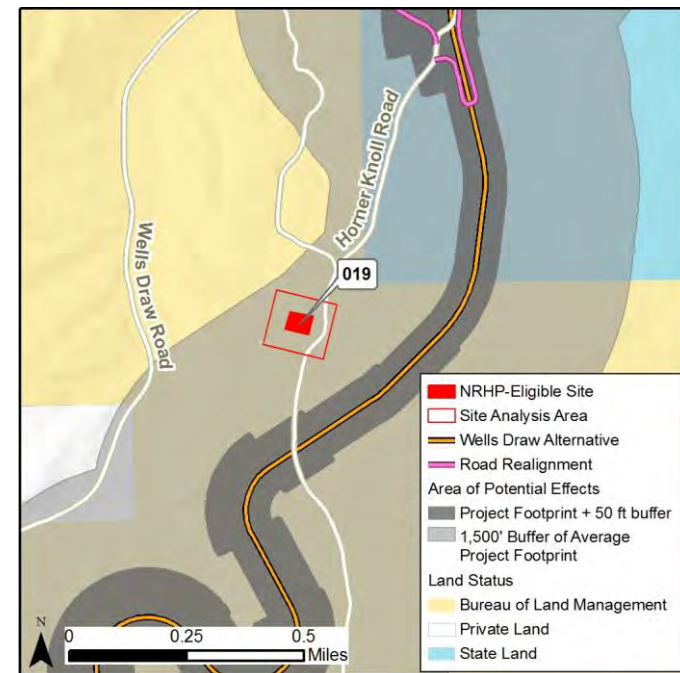 Horner Knoll Road
Wells Draw Road
019
NRHP-Eligible Site
Site Analysis Area
Wells Draw Alternative
Road Realignment
Area of Potential Effects
Project Footprint + 50 ft buffer
1,500' Buffer of Average
Project Footprint
Land Status
Bureau of Land Management
Private Land
State Land
N
0 0.25 0.5
Miles